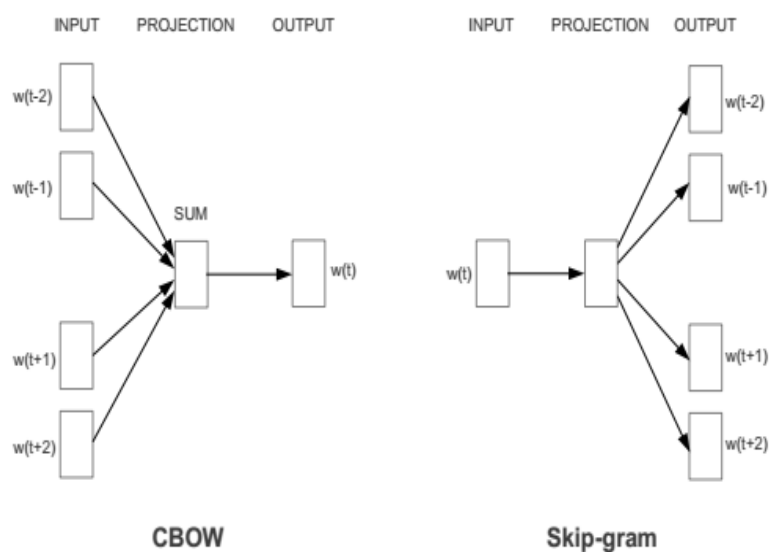 INPUT PROJECTION OUTPUT
w(t-2)
w(t-1)
SUM
w(t)
w(t+1)
w(t+2)
CBOW
INPUT PROJECTION OUTPUT
w(t-2)
w(t-1)
w(t)
w(t+1)
w(t+2)
Skip-gram